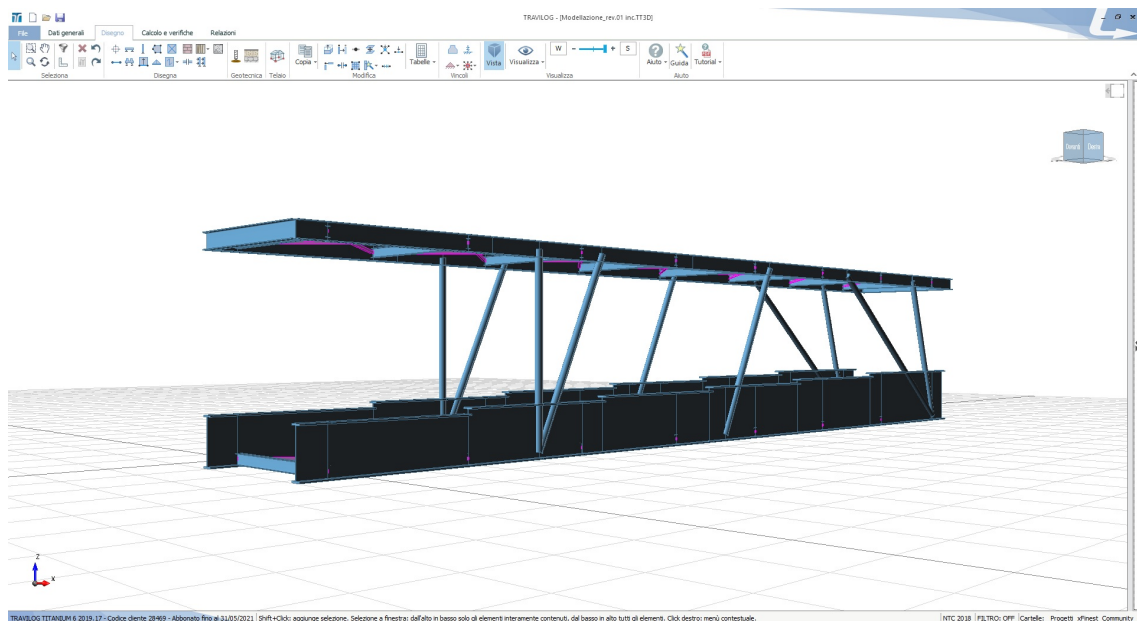 TRAVILOG - [Modellazione_rev.01 inc.TT3D]
File Dati generali Disegno Calcolo e verifiche Relazioni
W S
Copia Tabelle Vista Visualizza Aiuto Guida Tutorial
Seleziona Disegna Geotecnica Telaio Modifica Vincoli Visualizza Aiuto
Z
X
TRAVILOG TITANIUM 6 2019.17 - Codice cliente 28469 - Abbonato fino al 31/05/2021 Shift+Click: aggiunge selezione. Selezione a finestra: dall'alto in basso solo gli elementi interamente contenuti, dal basso in alto tutti gli elementi. Click destro: menù contestuale. NTC 2018 FILTRO: OFF Cartelle: Progetti xFinest Community